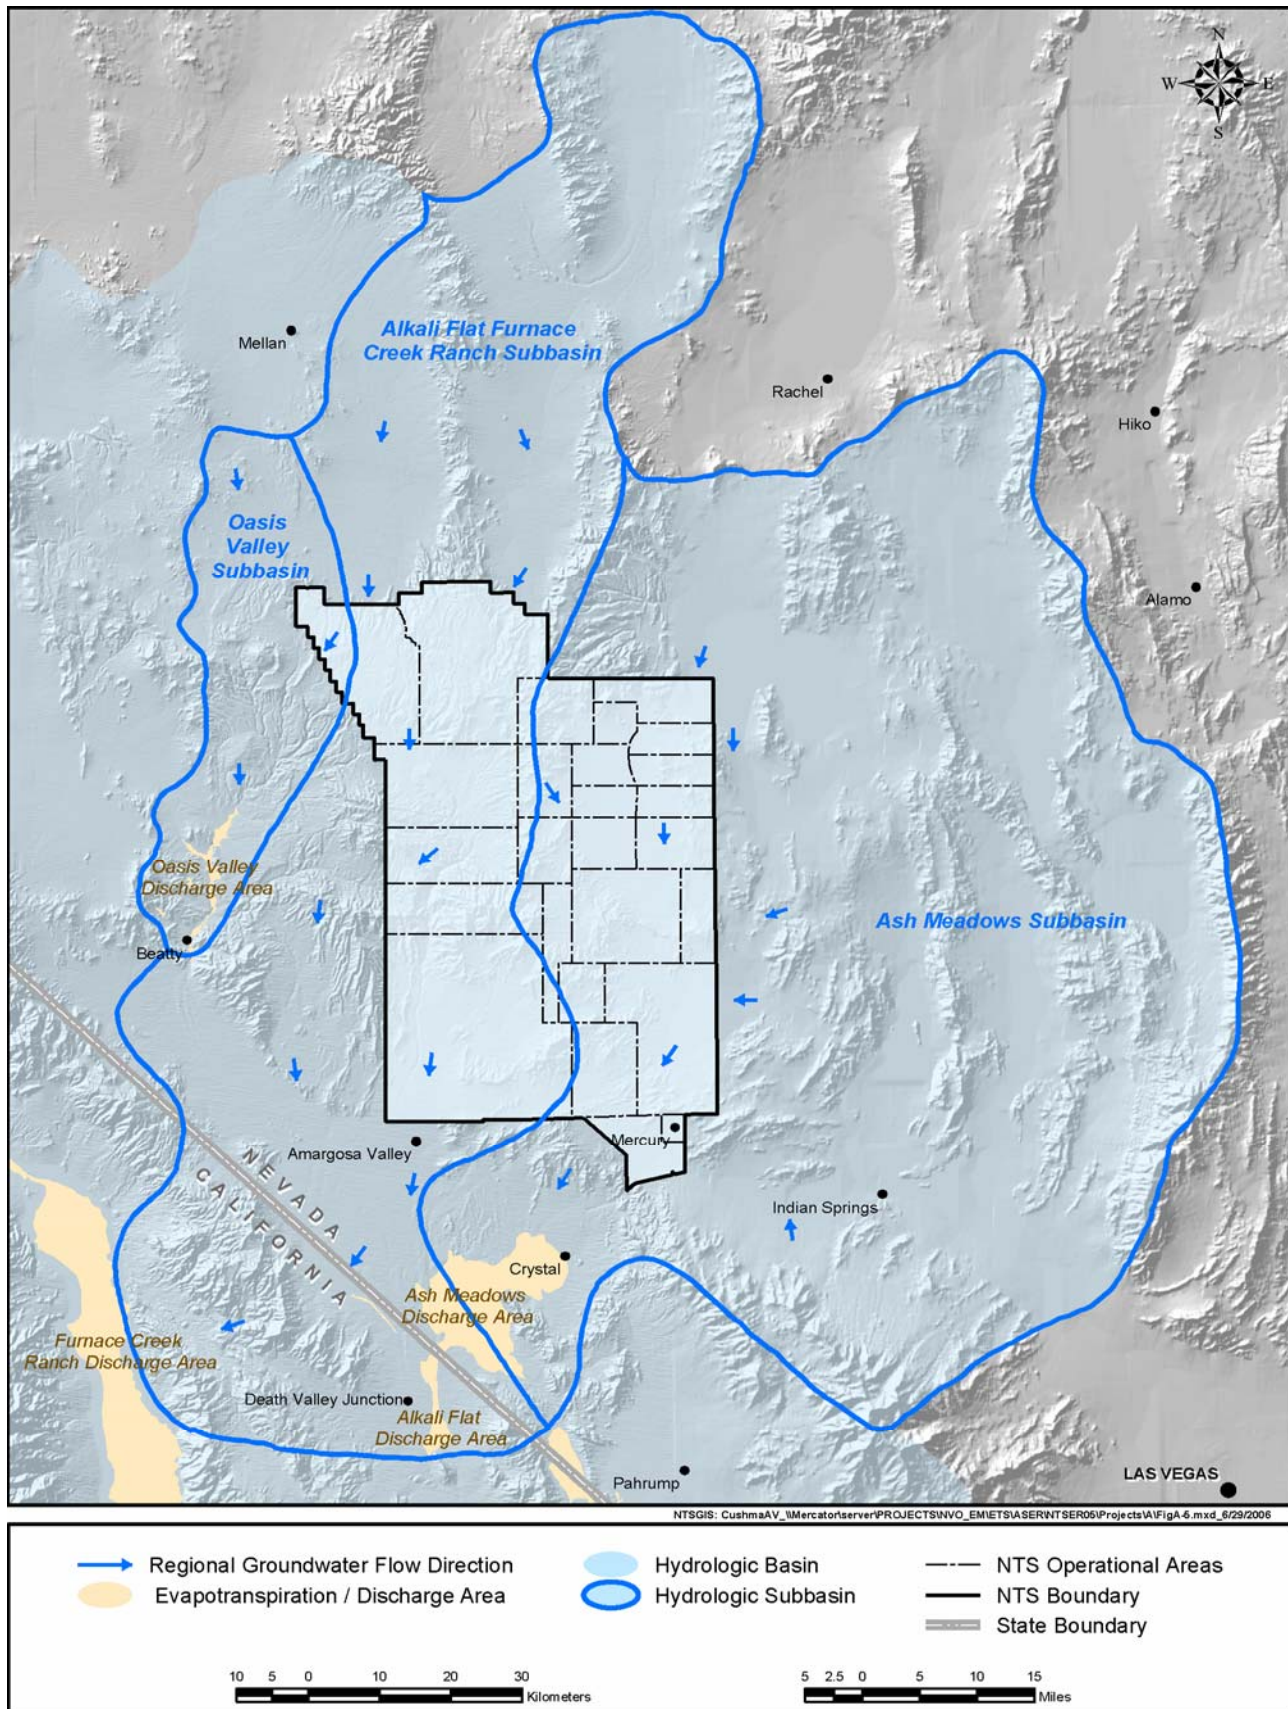 N
W E
S
Mellan
Alkali Flat Furnace
Creek Ranch Subbasin
Rachel
Hiko
Oasis
Valley
Subbasin
Alamo
Oasis Valley
Discharge Area
Ash Meadows Subbasin
Beatty
Amargosa Valley
Mercury
NEVADA
CALIFORNIA
Indian Springs
Crystal
Ash Meadows
Discharge Area
Furnace Creek
Ranch Discharge Area
Death Valley Junction
Alkali Flat
Discharge Area
Pahrump
LAS VEGAS
NTSGIS: CushmaAV_\\Mercator\server\PROJECTS\NVO_EM\ETS\ASER\NTSER05\Projects\A\FigA-5.mxd_6/29/2006
Regional Groundwater Flow Direction
Evapotranspiration / Discharge Area
Hydrologic Basin
Hydrologic Subbasin
NTS Operational Areas
NTS Boundary
State Boundary
10 5 0 10 20 30
Kilometers
5 2.5 0 5 10 15
Miles